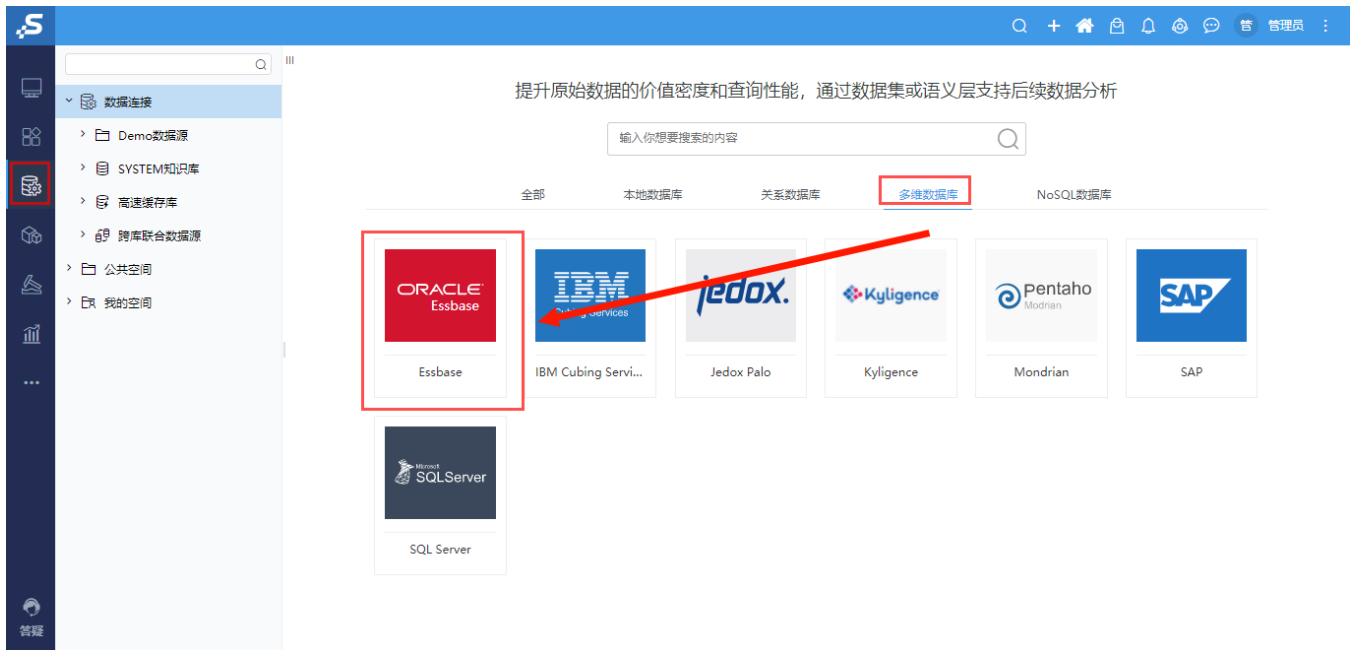 S
管 管理员
数据连接
Demo数据源
SYSTEM知识库
高速缓存库
跨库联合数据源
公共空间
我的空间
答疑
提升原始数据的价值密度和查询性能，通过数据集或语义层支持后续数据分析
输入你想要搜索的内容
全部 本地数据库 关系数据库 多维数据库 NoSQL数据库
ORACLE
Essbase
Essbase
IBM
Cubing Services
IBM Cubing Servi...
jedox.
Jedox Palo
Kyligence
Kyligence
Pentaho
Modrian
Mondrian
SAP
SAP
Microsoft
SQLServer
SQL Server